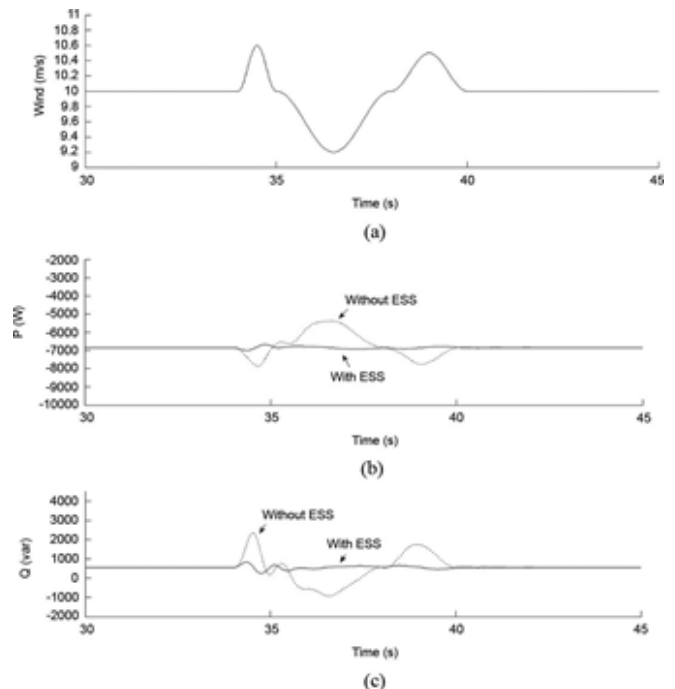 11
10.8
10.6
10.4
10.2
10
9.8
9.6
9.4
9.2
9
Wind (m/s)
30 35 40 45
Time (s)
(a)
-2000
-3000
-4000
-5000
-6000
-7000
-8000
-9000
-10000
P (W)
Without ESS
With ESS
30 35 40 45
Time (s)
(b)
4000
3000
2000
1000
0
-1000
-2000
Q (var)
Without ESS
With ESS
30 35 40 45
Time (s)
(c)